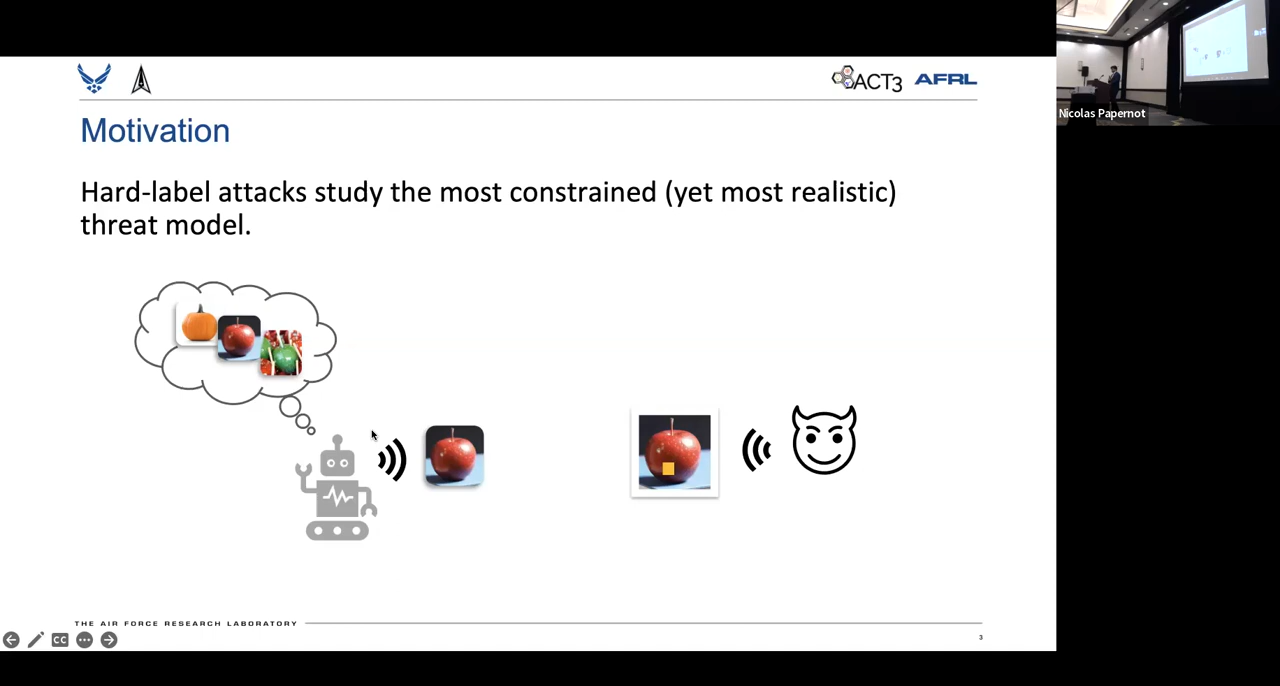 ACT3 AFRL
Nicolas Papernot
Motivation
Hard-label attacks study the most constrained (yet most realistic)
threat model.
THE AIR FORCE RESEARCH LABORATORY
3
CC